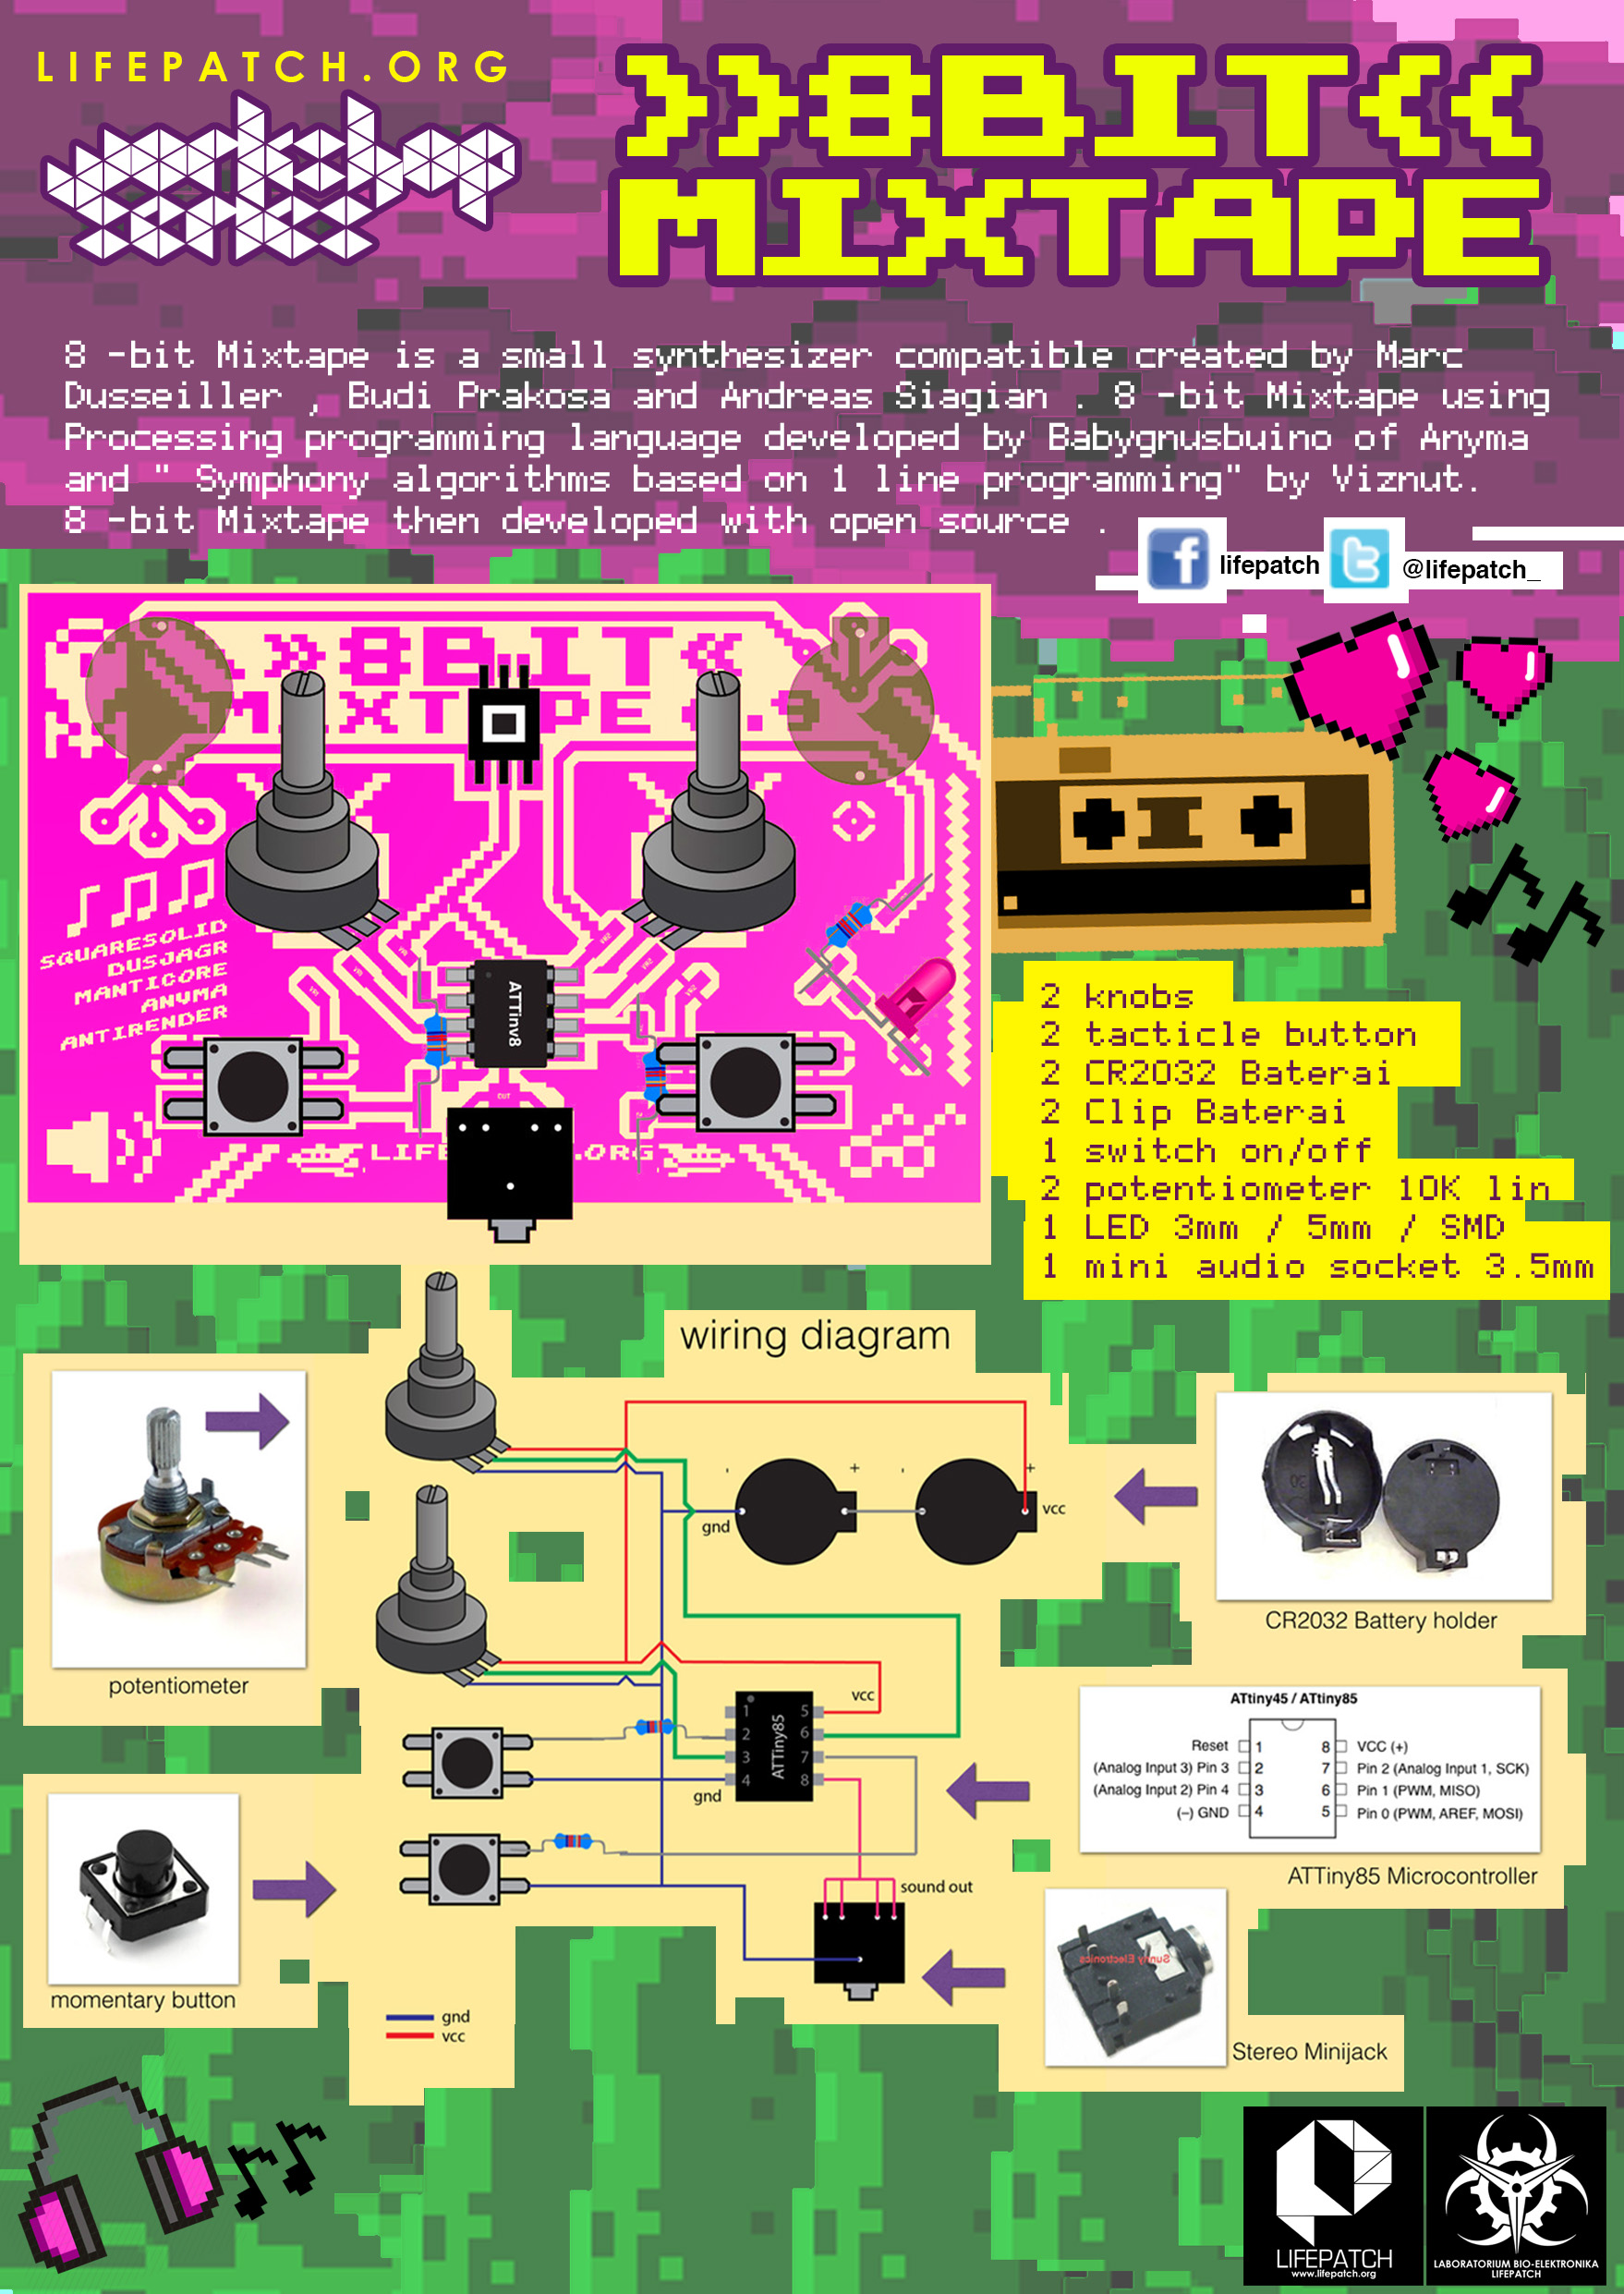 LIFEPATCH.ORG
workshop
series
»8BIT«
MIXTAPE
8 -bit Mixtape is a small synthesizer compatible created by Marc
Dusseiller , Budi Prakosa and Andreas Siagian . 8 -bit Mixtape using
Processing programming language developed by Babygnusbuino of Anyma
and " Symphony algorithms based on 1 line programming" by Viznut.
8 -bit Mixtape then developed with open source .
lifepatch
@lifepatch_
»8BIT«
SQUARESOLID
DUSJAGR
MANTICORE
ANYMA
ANTIRENDER
ATTinv8
OUT
2 knobs
2 tacticle button
2 CR2032 Baterai
2 Clip Baterai
1 switch on/off
2 potentiometer 10K lin
1 LED 3mm / 5mm / SMD
1 mini audio socket 3.5mm
wiring diagram
potentiometer
- + - +
gnd
vcc
CR2032 Battery holder
vcc
1 5
2 6
3 7
4 8
ATTiny85
gnd
ATtiny45 / ATtiny85
Reset 1 8 VCC (+)
(Analog Input 3) Pin 3 2 7 Pin 2 (Analog Input 1, SCK)
(Analog Input 2) Pin 4 3 6 Pin 1 (PWM, MISO)
(–) GND 4 5 Pin 0 (PWM, AREF, MOSI)
ATTiny85 Microcontroller
momentary button
sound out
Sunny Electronics
Stereo Minijack
gnd
vcc
LIFEPATCH
www.lifepatch.org
LABORATORIUM BIO-ELEKTRONIKA
LIFEPATCH